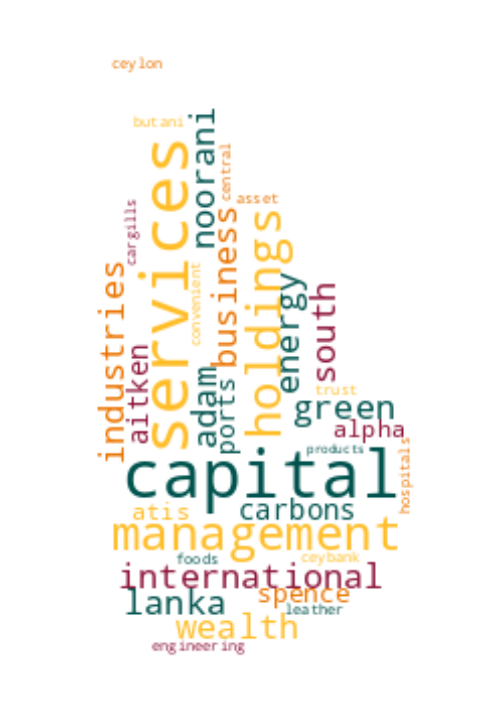 ceylon
butani
services
noorani
central
asset
cargills
business
holdings
convenient
industries
energy
south
aitken
adam
ports
trust
green
alpha
products
capital
hospitals
atis
carbons
management
foods
ceybank
international
spence
lanka
leather
wealth
engineering